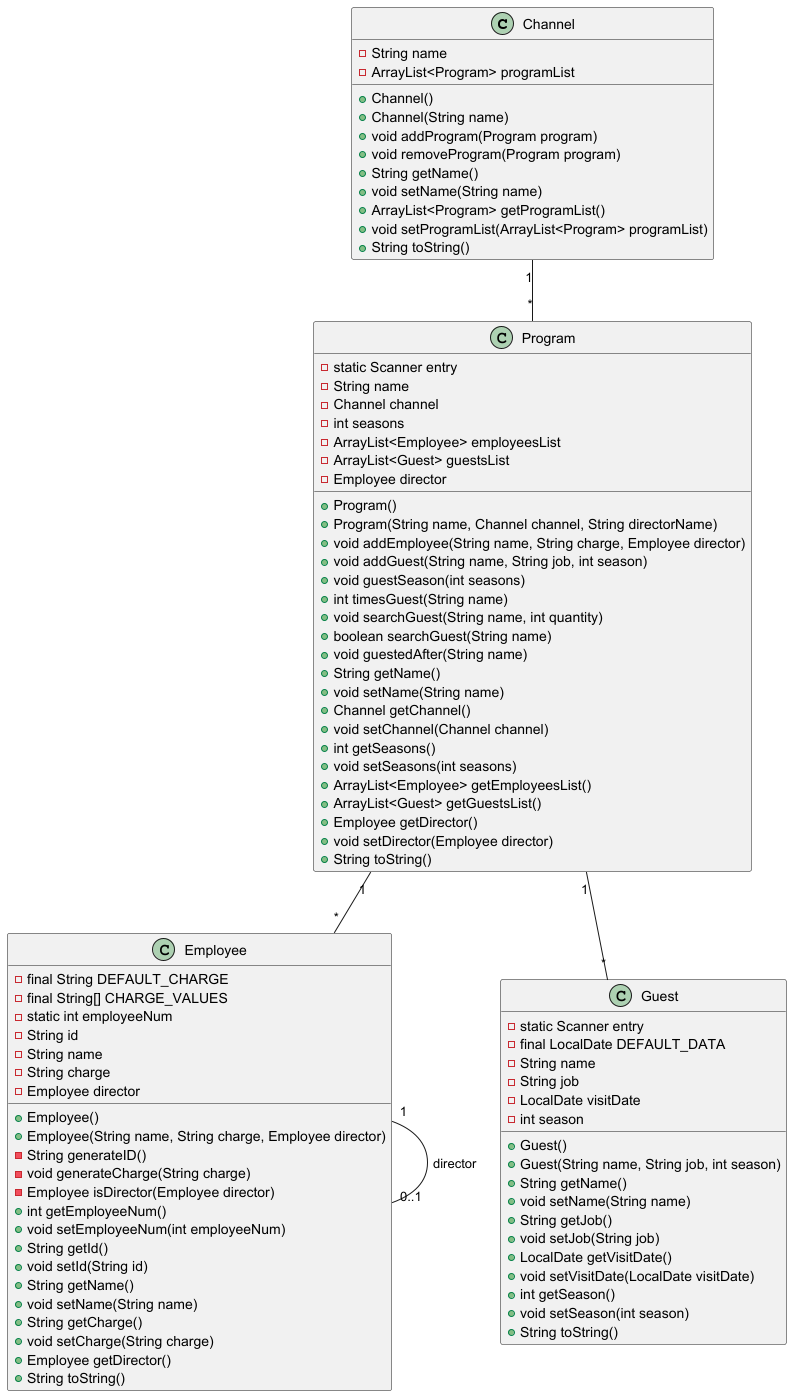 C Channel
String name
ArrayList<Program> programList
Channel()
Channel(String name)
void addProgram(Program program)
void removeProgram(Program program)
String getName()
void setName(String name)
ArrayList<Program> getProgramList()
void setProgramList(ArrayList<Program> programList)
String toString()
1
*
C Program
static Scanner entry
String name
Channel channel
int seasons
ArrayList<Employee> employeesList
ArrayList<Guest> guestsList
Employee director
Program()
Program(String name, Channel channel, String directorName)
void addEmployee(String name, String charge, Employee director)
void addGuest(String name, String job, int season)
void guestSeason(int seasons)
int timesGuest(String name)
void searchGuest(String name, int quantity)
boolean searchGuest(String name)
void guestedAfter(String name)
String getName()
void setName(String name)
Channel getChannel()
void setChannel(Channel channel)
int getSeasons()
void setSeasons(int seasons)
ArrayList<Employee> getEmployeesList()
ArrayList<Guest> getGuestsList()
Employee getDirector()
void setDirector(Employee director)
String toString()
1
*
1
*
C Employee
final String DEFAULT_CHARGE
final String[] CHARGE_VALUES
static int employeeNum
String id
String name
String charge
Employee director
Employee()
Employee(String name, String charge, Employee director)
String generateID()
void generateCharge(String charge)
Employee isDirector(Employee director)
int getEmployeeNum()
void setEmployeeNum(int employeeNum)
String getId()
void setId(String id)
String getName()
void setName(String name)
String getCharge()
void setCharge(String charge)
Employee getDirector()
String toString()
1
director
0..1
C Guest
static Scanner entry
final LocalDate DEFAULT_DATA
String name
String job
LocalDate visitDate
int season
Guest()
Guest(String name, String job, int season)
String getName()
void setName(String name)
String getJob()
void setJob(String job)
LocalDate getVisitDate()
void setVisitDate(LocalDate visitDate)
int getSeason()
void setSeason(int season)
String toString()